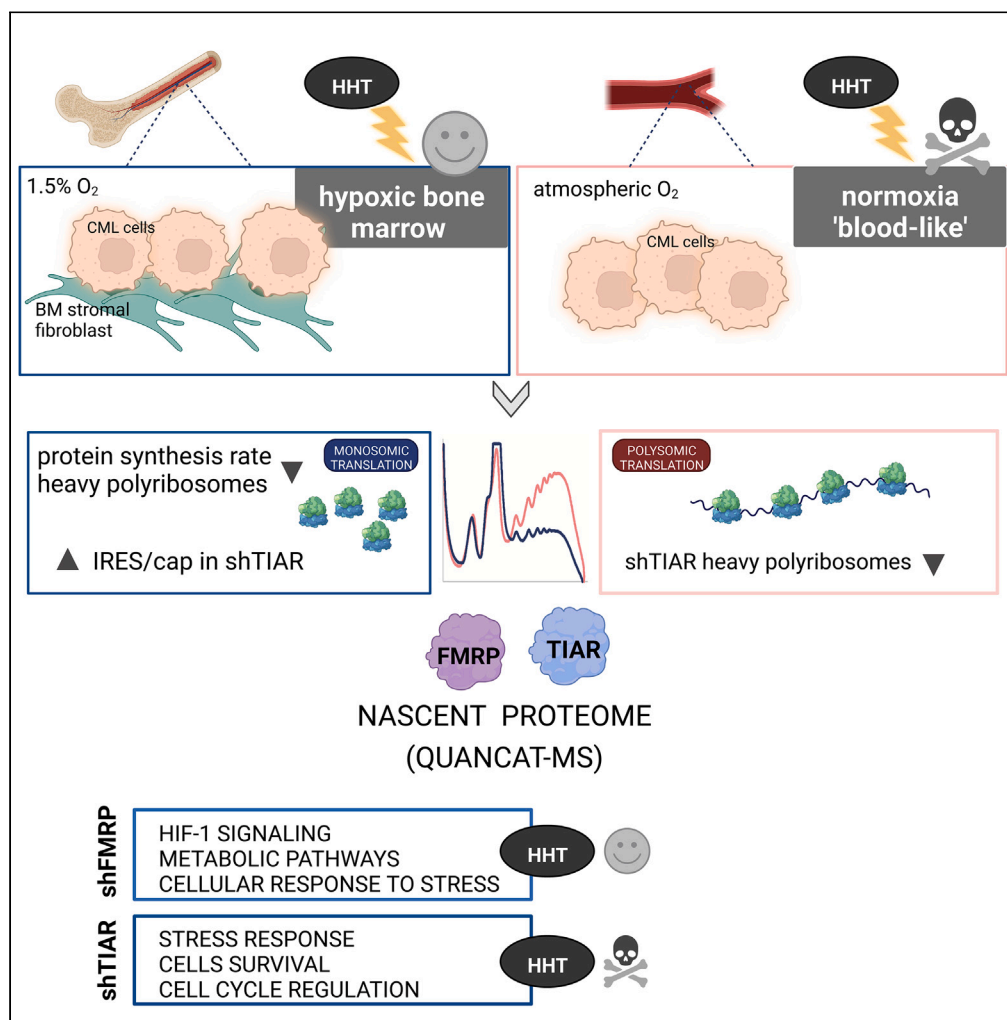 HHT
HHT
1.5% O₂
hypoxic bone
marrow
CML cells
BM stromal
fibroblast
atmospheric O₂
normoxia
'blood-like'
CML cells
protein synthesis rate
heavy polyribosomes
MONOSOMIC
TRANSLATION
IRES/cap in shTIAR
POLYSOMIC
TRANSLATION
shTIAR heavy polyribosomes
FMRP
TIAR
NASCENT PROTEOME
(QUANCAT-MS)
shFMRP
HIF-1 SIGNALING
METABOLIC PATHWAYS
CELLULAR RESPONSE TO STRESS
HHT
shTIAR
STRESS RESPONSE
CELLS SURVIVAL
CELL CYCLE REGULATION
HHT